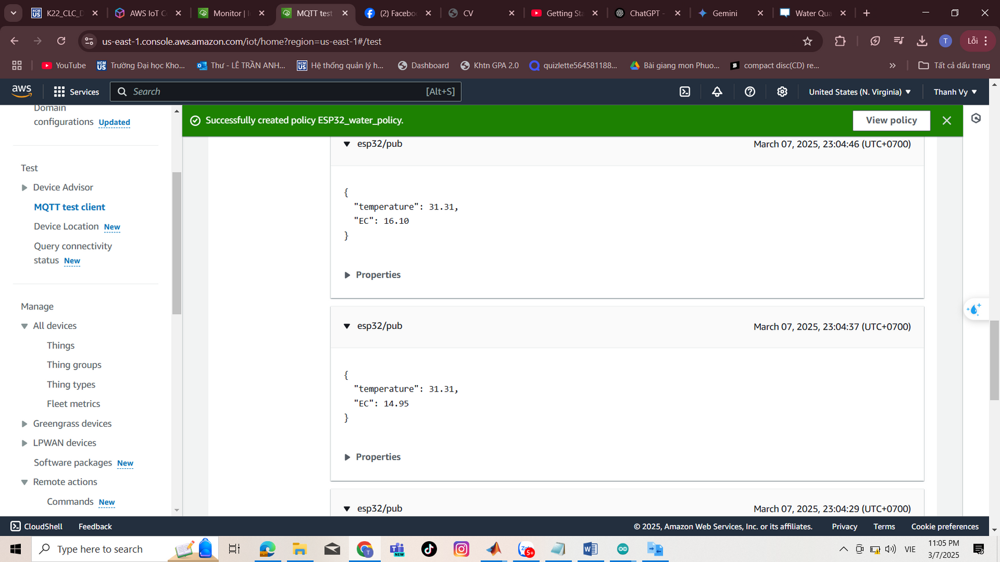 K22_CLC_D
AWS IoT C
Monitor | I
MQTT test
(2) Facebo
CV
Getting Sta
ChatGPT -
Gemini
Water Qua
us-east-1.console.aws.amazon.com/iot/home?region=us-east-1#/test
T
Lỗi
YouTube
Trường Đại học Kho...
Thư - LÊ TRẦN ANH...
Hệ thống quản lý h...
Dashboard
Khtn GPA 2.0
quizlette564581188...
Bài giang mon Phuo...
compact disc(CD) re...
Tất cả dấu trang
aws
Services
Search
[Alt+S]
United States (N. Virginia)
Thanh Vy
Domain
configurations Updated
Test
Device Advisor
MQTT test client
Device Location New
Query connectivity
status New
Manage
All devices
Things
Thing groups
Thing types
Fleet metrics
Greengrass devices
LPWAN devices
Software packages New
Remote actions
Commands New
Successfully created policy ESP32_water_policy.
View policy
esp32/pub
March 07, 2025, 23:04:46 (UTC+0700)
{
"temperature": 31.31,
"EC": 16.10
}
Properties
esp32/pub
March 07, 2025, 23:04:37 (UTC+0700)
{
"temperature": 31.31,
"EC": 14.95
}
Properties
esp32/pub
March 07, 2025, 23:04:29 (UTC+0700)
CloudShell
Feedback
© 2025, Amazon Web Services, Inc. or its affiliates.
Privacy
Terms
Cookie preferences
Type here to search
NEW
5+
VIE
11:05 PM
3/7/2025